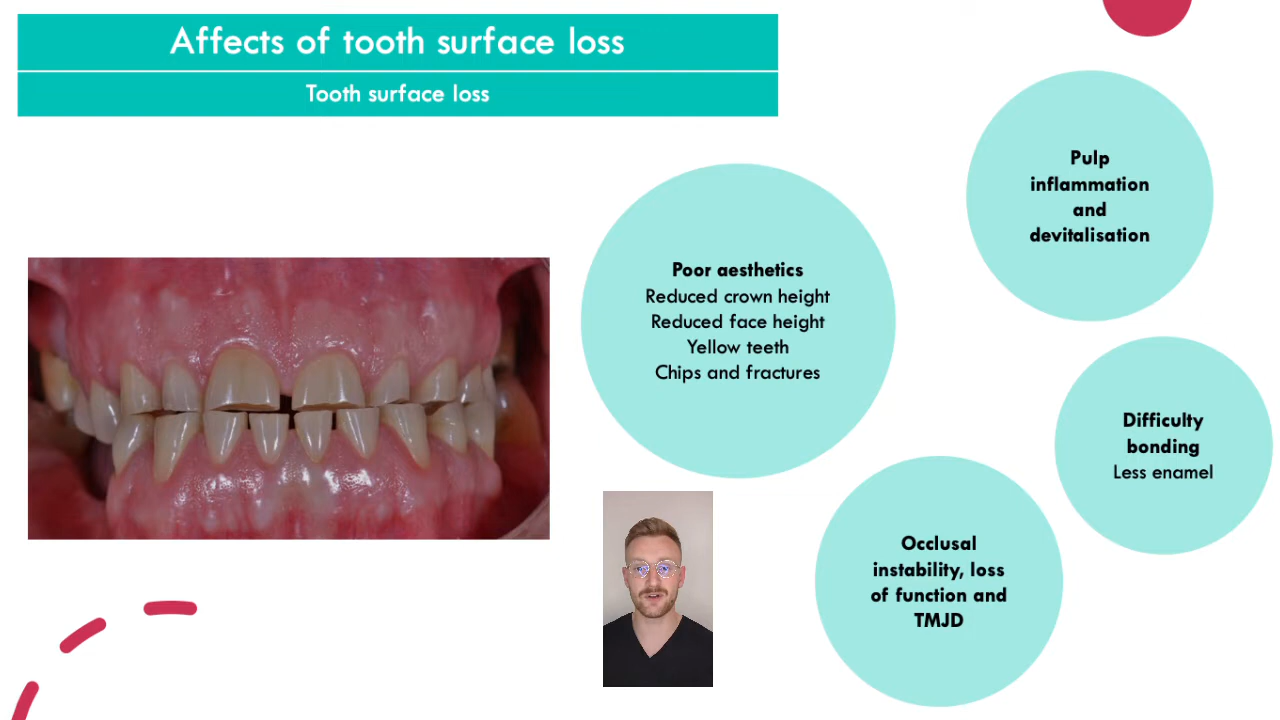 Affects of tooth surface loss
Tooth surface loss
Poor aesthetics
Reduced crown height
Reduced face height
Yellow teeth
Chips and fractures
Pulp
inflammation
and
devitalisation
Difficulty
bonding
Less enamel
Occlusal
instability, loss
of function and
TMJD